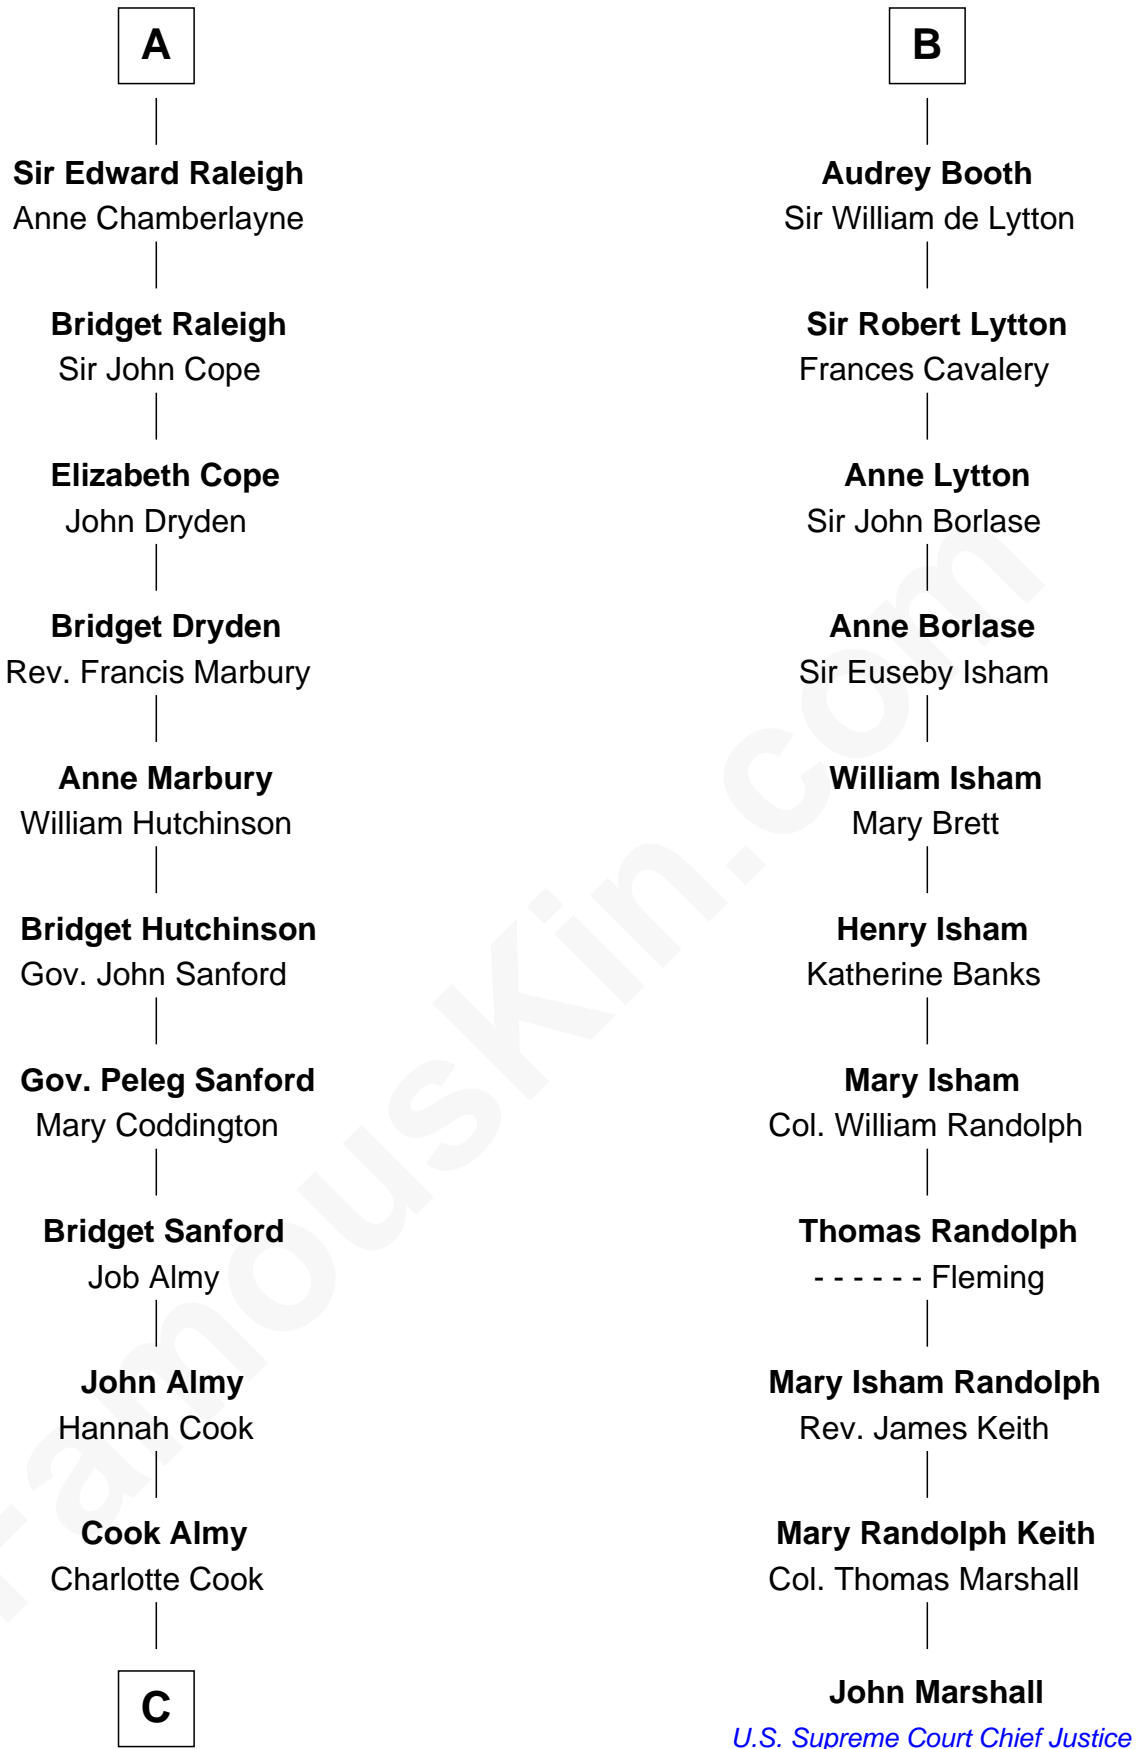 A
Sir Edward Raleigh
Anne Chamberlayne
Bridget Raleigh
Sir John Cope
Elizabeth Cope
John Dryden
Bridget Dryden
Rev. Francis Marbury
Anne Marbury
William Hutchinson
Bridget Hutchinson
Gov. John Sanford
Gov. Peleg Sanford
Mary Coddington
Bridget Sanford
Job Almy
John Almy
Hannah Cook
Cook Almy
Charlotte Cook
C
B
Audrey Booth
Sir William de Lytton
Sir Robert Lytton
Frances Cavalery
Anne Lytton
Sir John Borlase
Anne Borlase
Sir Euseby Isham
William Isham
Mary Brett
Henry Isham
Katherine Banks
Mary Isham
Col. William Randolph
Thomas Randolph
- - - - - - Fleming
Mary Isham Randolph
Rev. James Keith
Mary Randolph Keith
Col. Thomas Marshall
John Marshall
U.S. Supreme Court Chief Justice
FamousKin.com